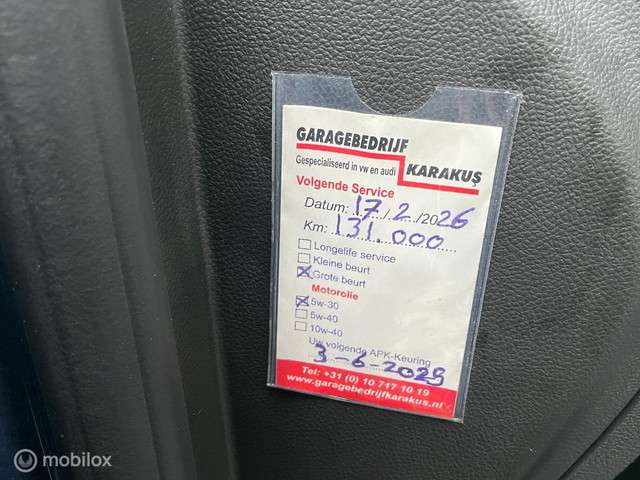 GARAGEBEDRIJF
Gespecialiseerd in vw en audi
KARAKUŞ
Volgende Service
Datum: 17/2/2026
Km: 131.000
Longelife service
Kleine beurt
Grote beurt
Motorolie
5w-30
5w-40
10w-40
Uw volgende APK-Keuring
3-6-2025
Tel: +31 (0) 10 717 10 19
www.garagebedrijfkarakus.nl
mobilox